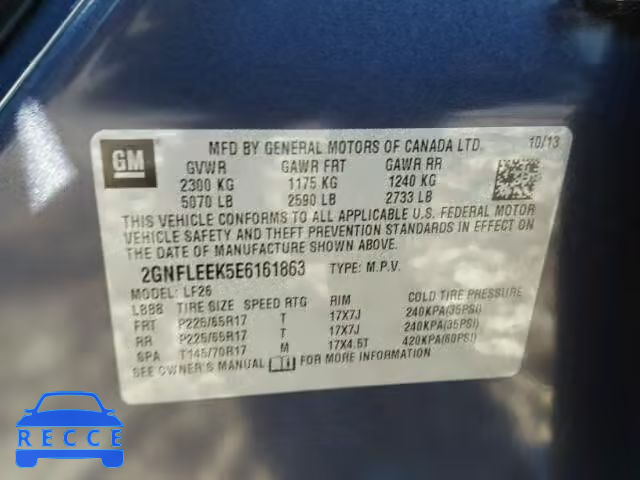 GM
MFD BY GENERAL MOTORS OF CANADA LTD. 10/13
GVWR GAWR FRT GAWR RR
2300 KG 1175 KG 1240 KG
5070 LB 2590 LB 2733 LB
THIS VEHICLE CONFORMS TO ALL APPLICABLE U.S. FEDERAL MOTOR
VEHICLE SAFETY AND THEFT PREVENTION STANDARDS IN EFFECT ON
THE DATE OF MANUFACTURE SHOWN ABOVE.
2GNFLEEK5E6161863 TYPE: M.P.V.
MODEL: LF26
L888 TIRE SIZE SPEED RTG RIM COLD TIRE PRESSURE
FRT P225/65R17 T 17X7J 240KPA(35PSI)
RR P225/65R17 T 17X7J 240KPA(35PSI)
SPA T145/70R17 M 17X4.5T 420KPA(60PSI)
SEE OWNER'S MANUAL FOR MORE INFORMATION.
RECCE